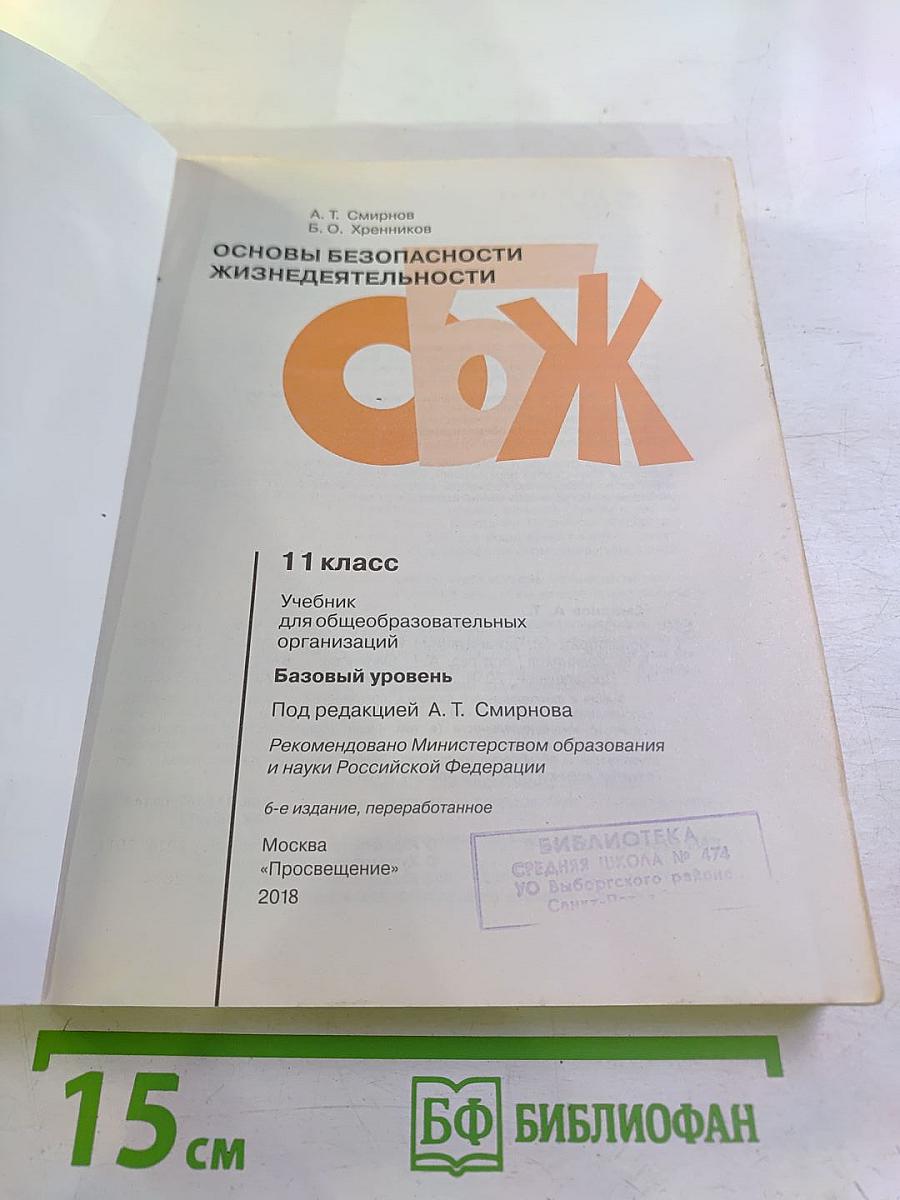 А. Т. Смирнов
Б. О. Хренников
ОСНОВЫ БЕЗОПАСНОСТИ
ЖИЗНЕДЕЯТЕЛЬНОСТИ
ОБЖ
11 класс
Учебник
для общеобразовательных
организаций
Базовый уровень
Под редакцией А. Т. Смирнова
Рекомендовано Министерством образования
и науки Российской Федерации
6-е издание, переработанное
Москва
«Просвещение»
2018
БИБЛИОТЕКА
СРЕДНЯЯ ШКОЛА № 474
УО Выборгского района
15 см
БФ БИБЛИОФАН